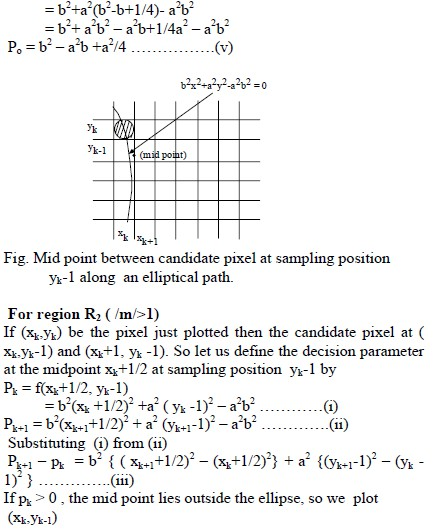 = b²+a²(b²-b+1/4)- a²b²
= b²+ a²b² – a²b+1/4a² – a²b²
Pₒ = b² – a²b +a²/4 ……………(v)
b²x²+a²y²-a²b² = 0
yₖ
yₖ-1
(mid point)
xₖ xₖ₊₁
Fig. Mid point between candidate pixel at sampling position
yₖ-1 along an elliptical path.
For region R₂ ( /m/>1)
If (xₖ,yₖ) be the pixel just plotted then the candidate pixel at (
xₖ,yₖ-1) and (xₖ+1, yₖ -1). So let us define the decision parameter
at the midpoint xₖ+1/2 at sampling position yₖ-1 by
Pₖ = f(xₖ+1/2, yₖ-1)
= b²(xₖ +1/2)² +a² ( yₖ -1)² – a²b² …………(i)
Pₖ₊₁ = b²(xₖ₊₁+1/2)² + a² (yₖ₊₁-1)² – a²b² ………….(ii)
Substituting (i) from (ii)
Pₖ₊₁ – pₖ = b² { ( xₖ₊₁+1/2)² – (xₖ+1/2)²} + a² {(yₖ₊₁-1)² – (yₖ -
1)² } …………..(iii)
If pₖ > 0 , the mid point lies outside the ellipse, so we plot
(xₖ,yₖ-1)